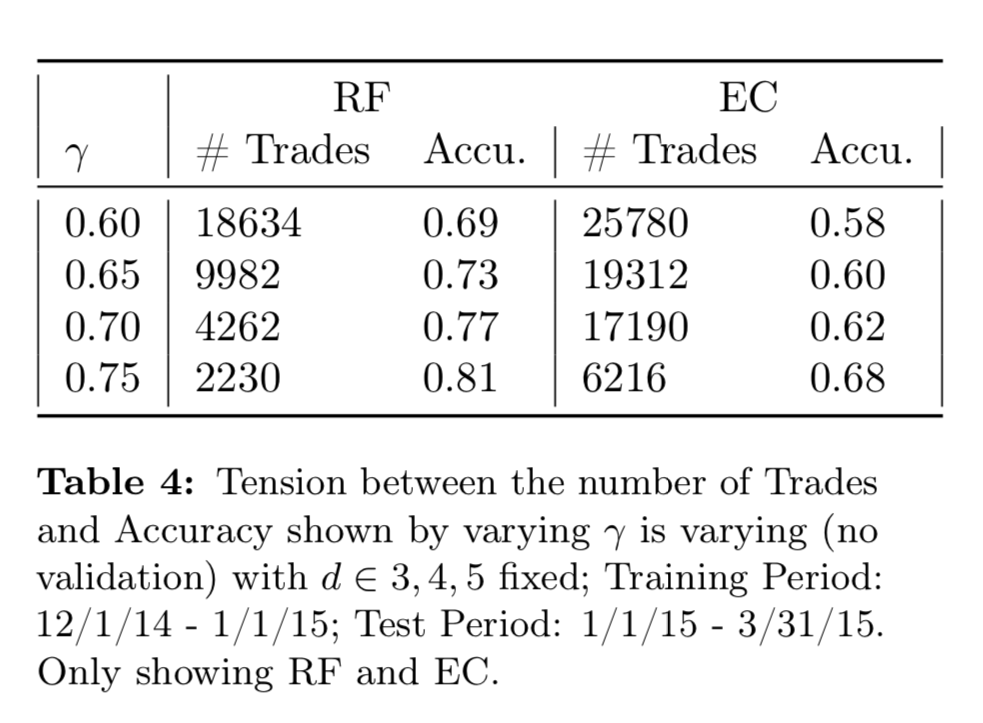 RF EC
γ # Trades Accu. # Trades Accu.
0.60 18634 0.69 25780 0.58
0.65 9982 0.73 19312 0.60
0.70 4262 0.77 17190 0.62
0.75 2230 0.81 6216 0.68
Table 4: Tension between the number of Trades
and Accuracy shown by varying γ is varying (no
validation) with d ∈ 3, 4, 5 fixed; Training Period:
12/1/14 - 1/1/15; Test Period: 1/1/15 - 3/31/15.
Only showing RF and EC.